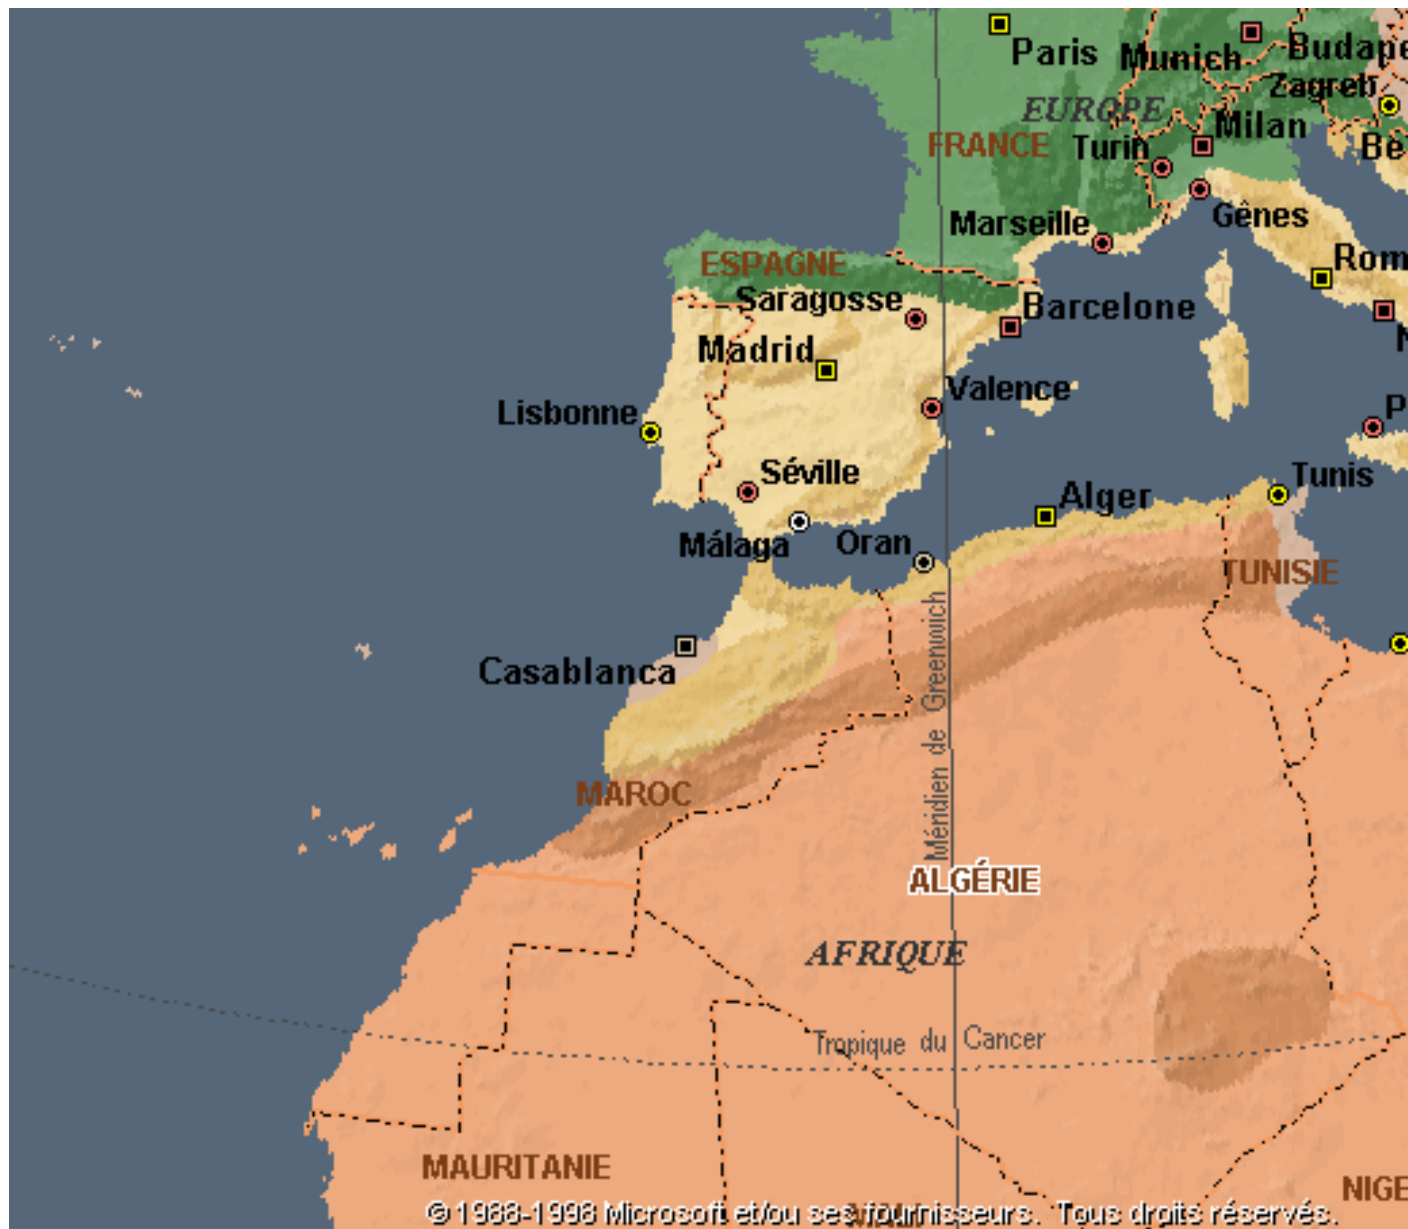 Paris
Munich
Budape
Zagreb
EUROPE
Milan
FRANCE
Turin
Be
Gênes
Marseille
Rom
ESPAGNE
Saragosse
Barcelone
Madrid
Valence
Lisbonne
P
Séville
Tunis
Alger
Málaga
Oran
TUNISIE
Méridien de Greenwich
Casablanca
MAROC
ALGÉRIE
AFRIQUE
Tropique du Cancer
MAURITANIE
NIGE
© 1988-1998 Microsoft et/ou ses fournisseurs. Tous droits réservés.